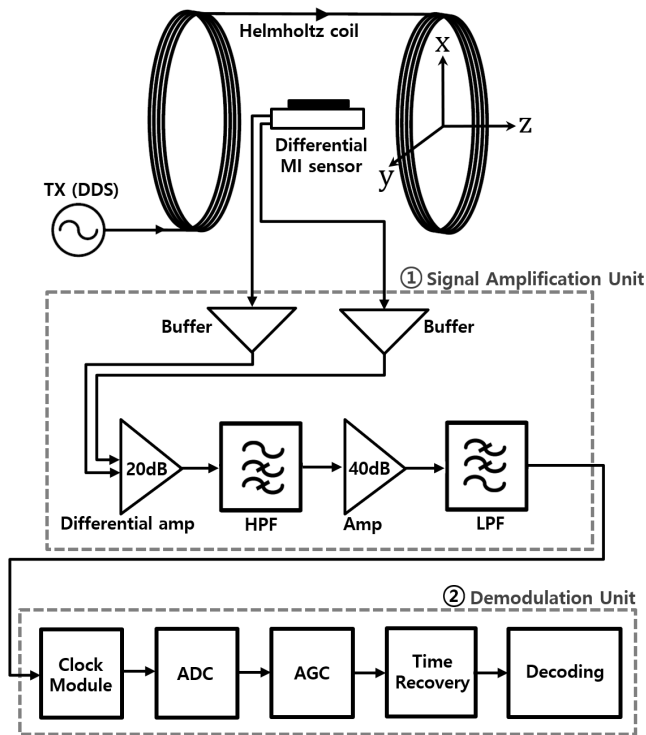 Helmholtz coil
x
z
y
Differential
MI sensor
TX (DDS)
① Signal Amplification Unit
Buffer
Buffer
20dB
40dB
Differential amp
HPF
Amp
LPF
② Demodulation Unit
Clock
Module
ADC
AGC
Time
Recovery
Decoding